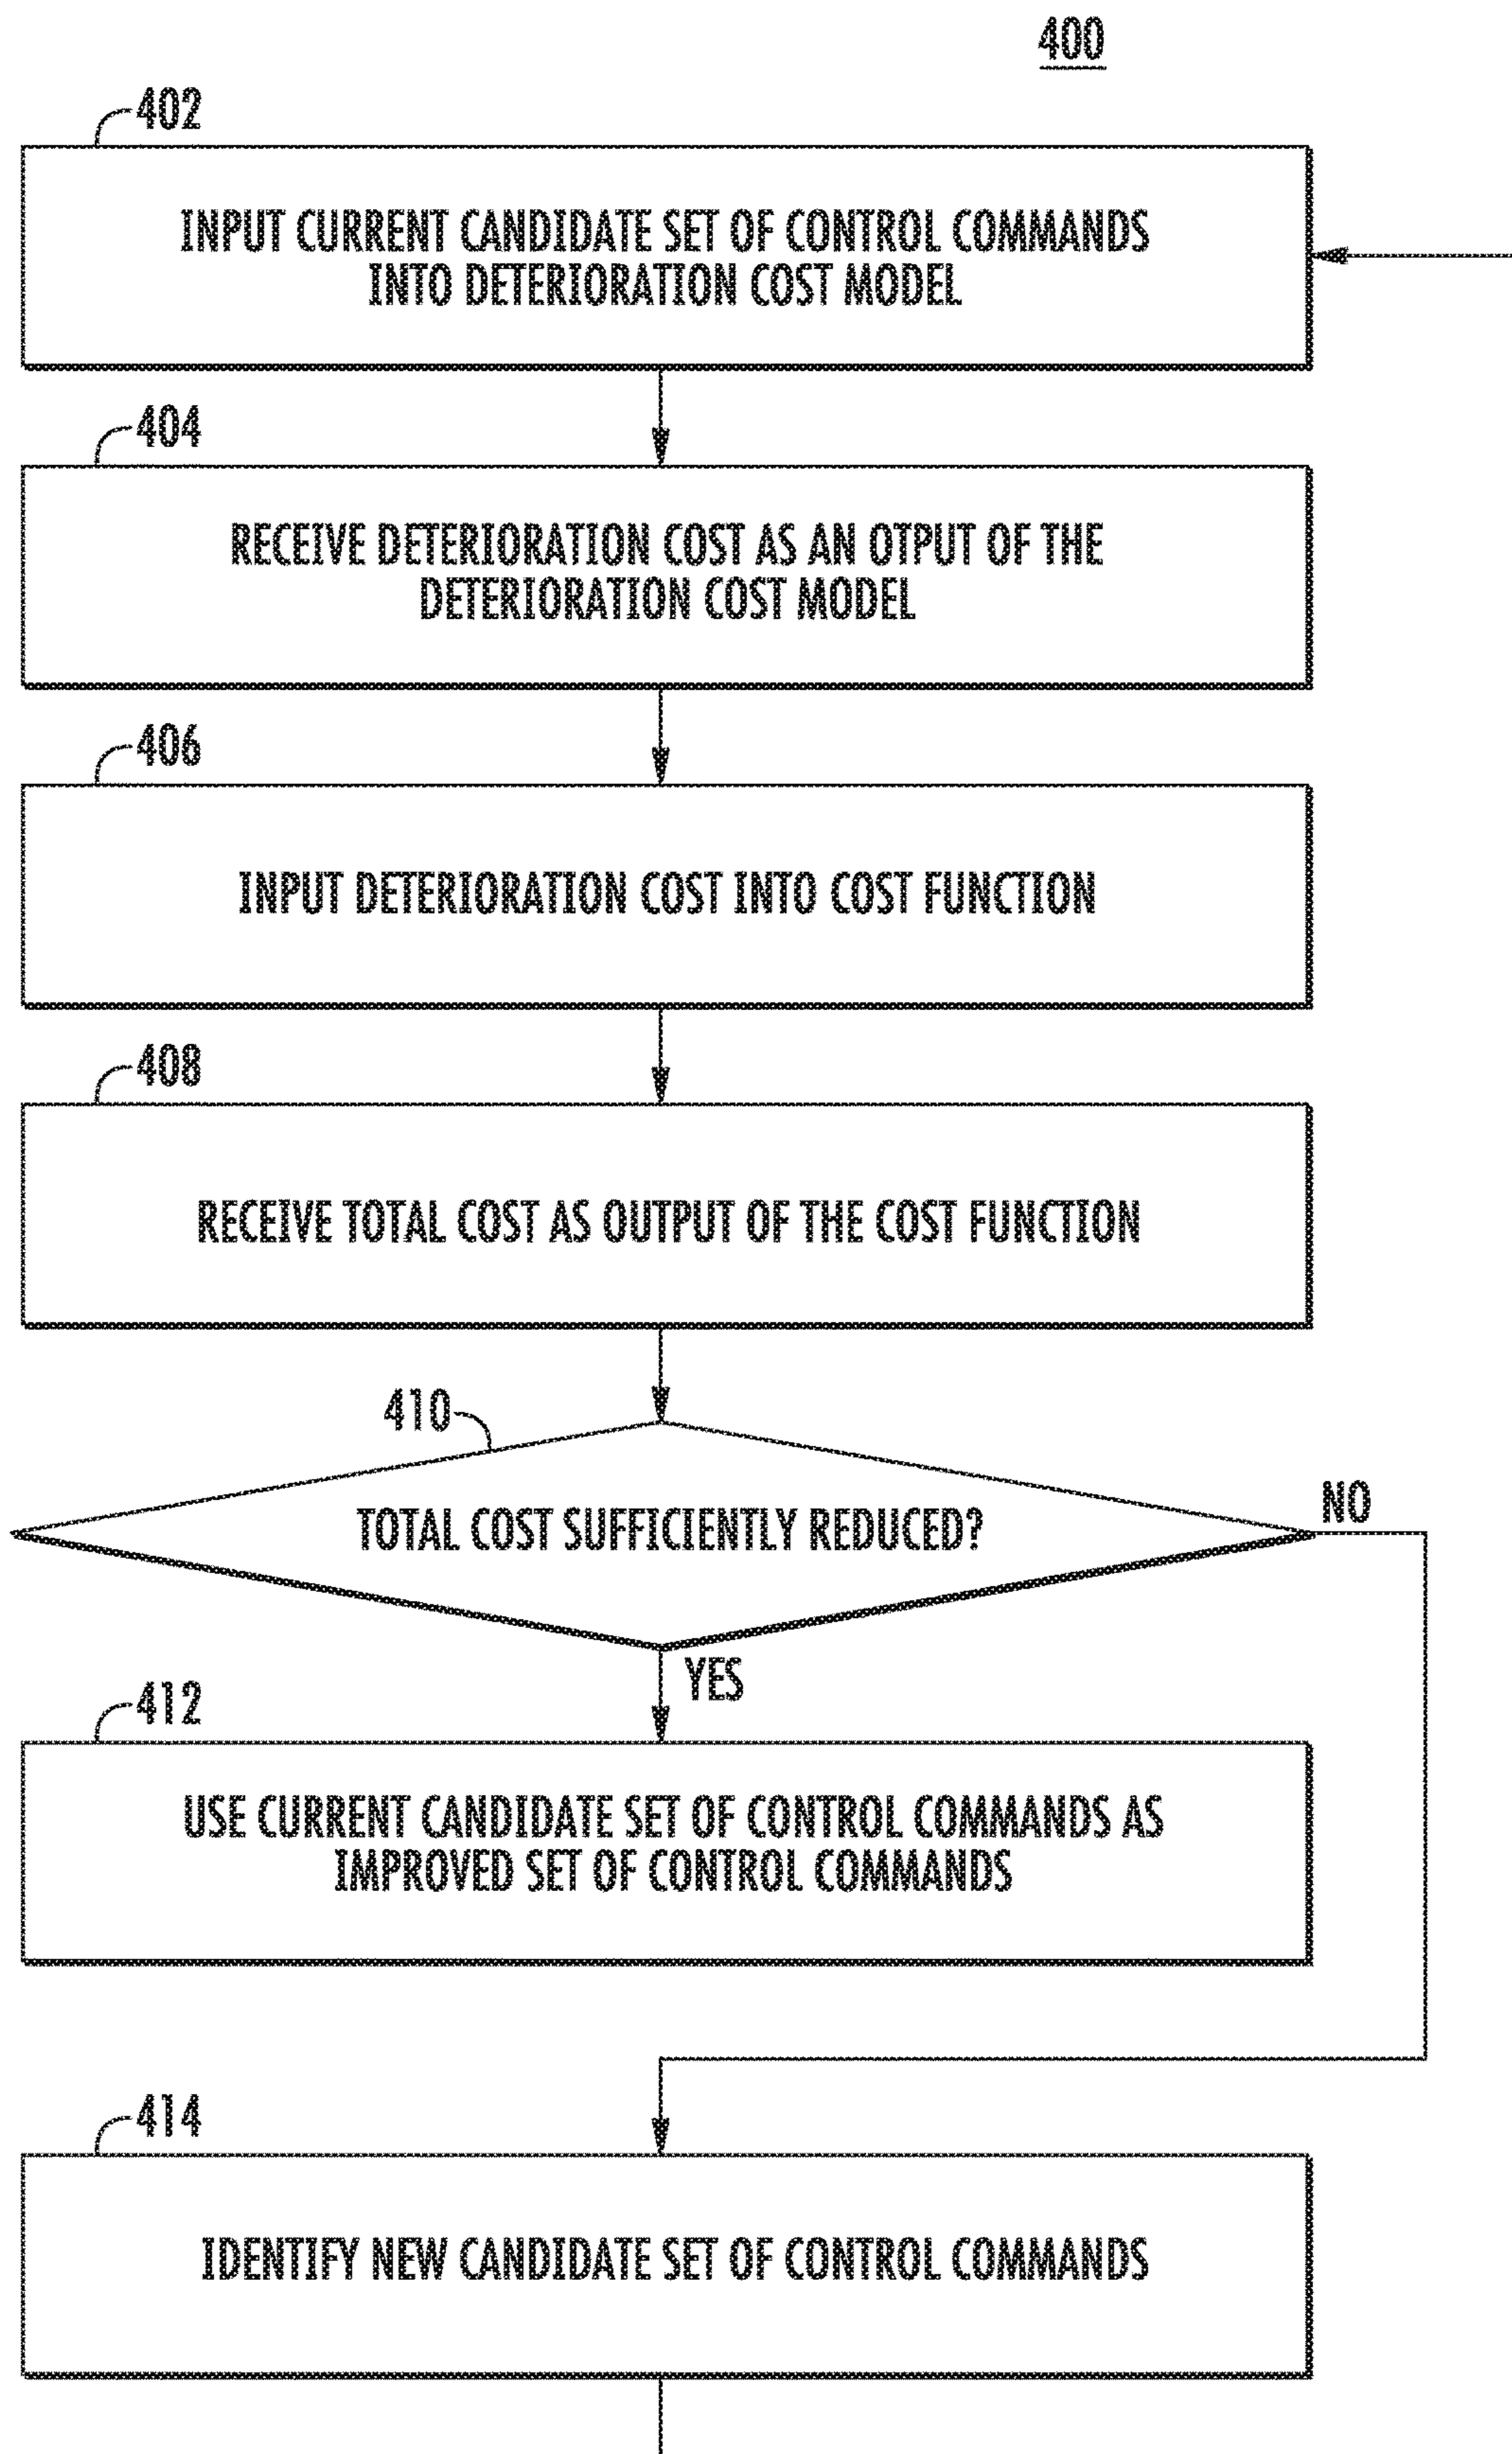 400
402
INPUT CURRENT CANDIDATE SET OF CONTROL COMMANDS
INTO DETERIORATION COST MODEL
404
RECEIVE DETERIORATION COST AS AN OTPUT OF THE
DETERIORATION COST MODEL
406
INPUT DETERIORATION COST INTO COST FUNCTION
408
RECEIVE TOTAL COST AS OUTPUT OF THE COST FUNCTION
410
TOTAL COST SUFFICIENTLY REDUCED?
NO
YES
412
USE CURRENT CANDIDATE SET OF CONTROL COMMANDS AS
IMPROVED SET OF CONTROL COMMANDS
414
IDENTIFY NEW CANDIDATE SET OF CONTROL COMMANDS